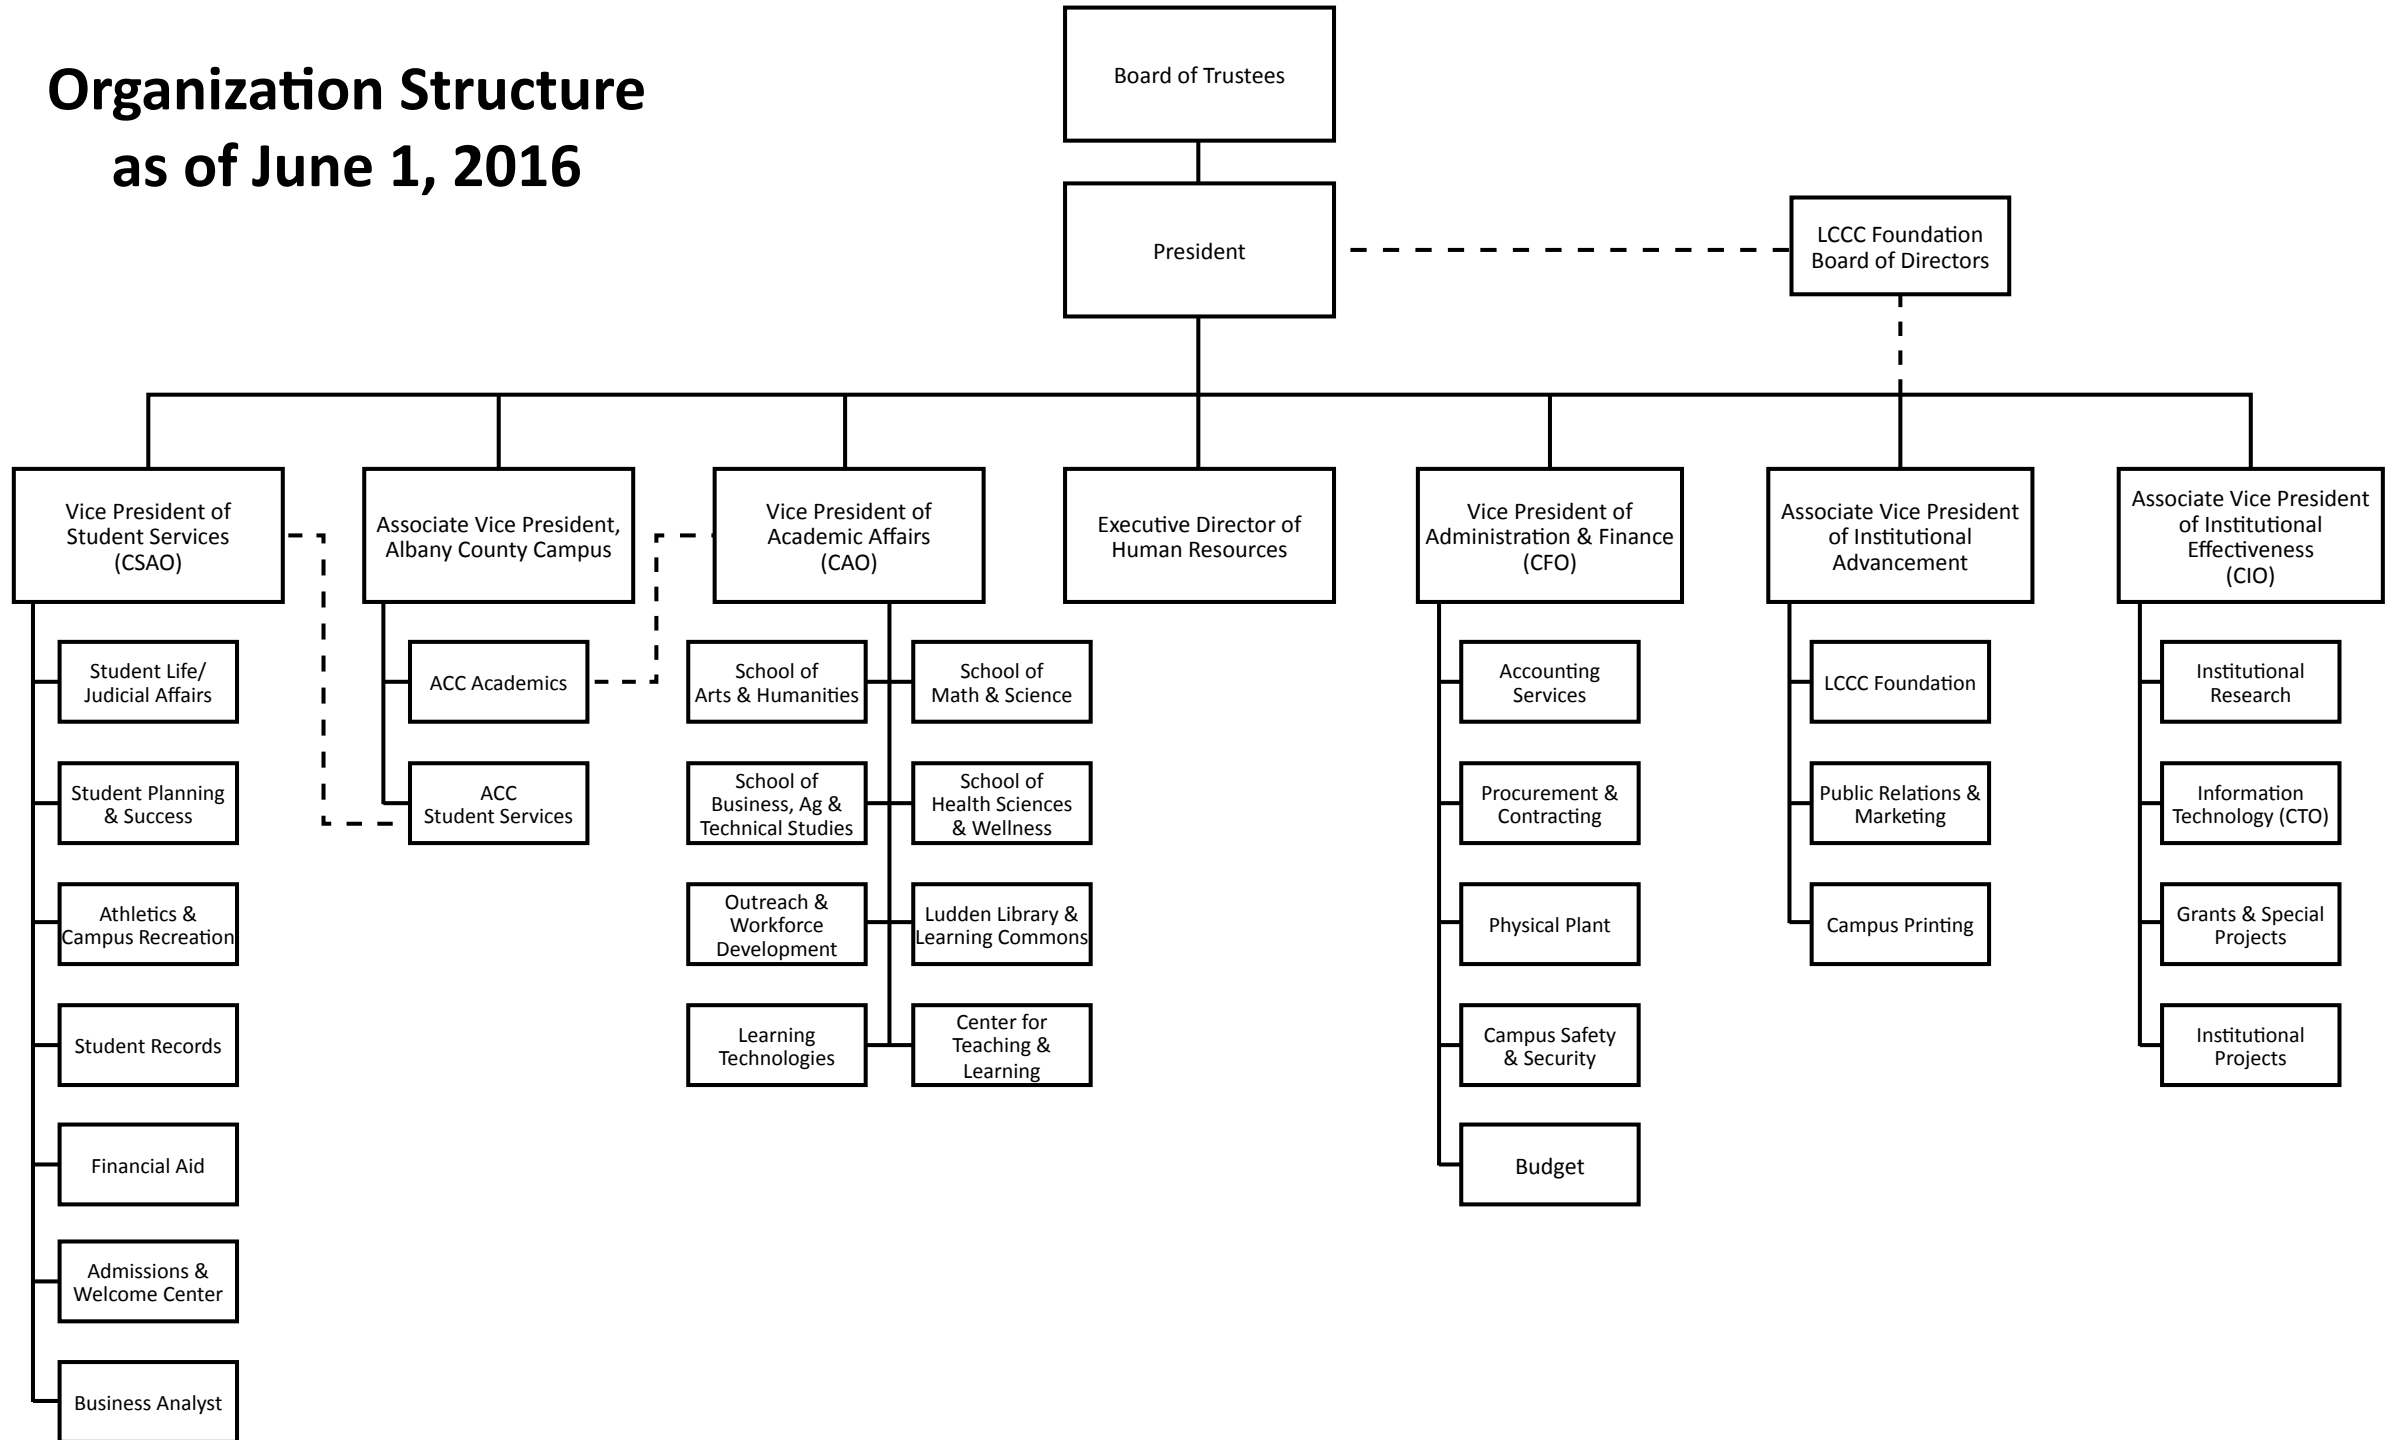 Organization Structure
as of June 1, 2016
Board of Trustees
President
LCCC Foundation
Board of Directors
Vice President of
Student Services
(CSAO)
Associate Vice President,
Albany County Campus
Vice President of
Academic Affairs
(CAO)
Executive Director of
Human Resources
Vice President of
Administration & Finance
(CFO)
Associate Vice President
of Institutional
Advancement
Associate Vice President
of Institutional
Effectiveness
(CIO)
Student Life/
Judicial Affairs
Student Planning
& Success
Athletics &
Campus Recreation
Student Records
Financial Aid
Admissions &
Welcome Center
Business Analyst
ACC Academics
ACC
Student Services
School of
Arts & Humanities
School of
Math & Science
School of
Business, Ag &
Technical Studies
School of
Health Sciences
& Wellness
Outreach &
Workforce
Development
Ludden Library &
Learning Commons
Learning
Technologies
Center for
Teaching &
Learning
Accounting
Services
Procurement &
Contracting
Physical Plant
Campus Safety
& Security
Budget
LCCC Foundation
Public Relations &
Marketing
Campus Printing
Institutional
Research
Information
Technology (CTO)
Grants & Special
Projects
Institutional
Projects